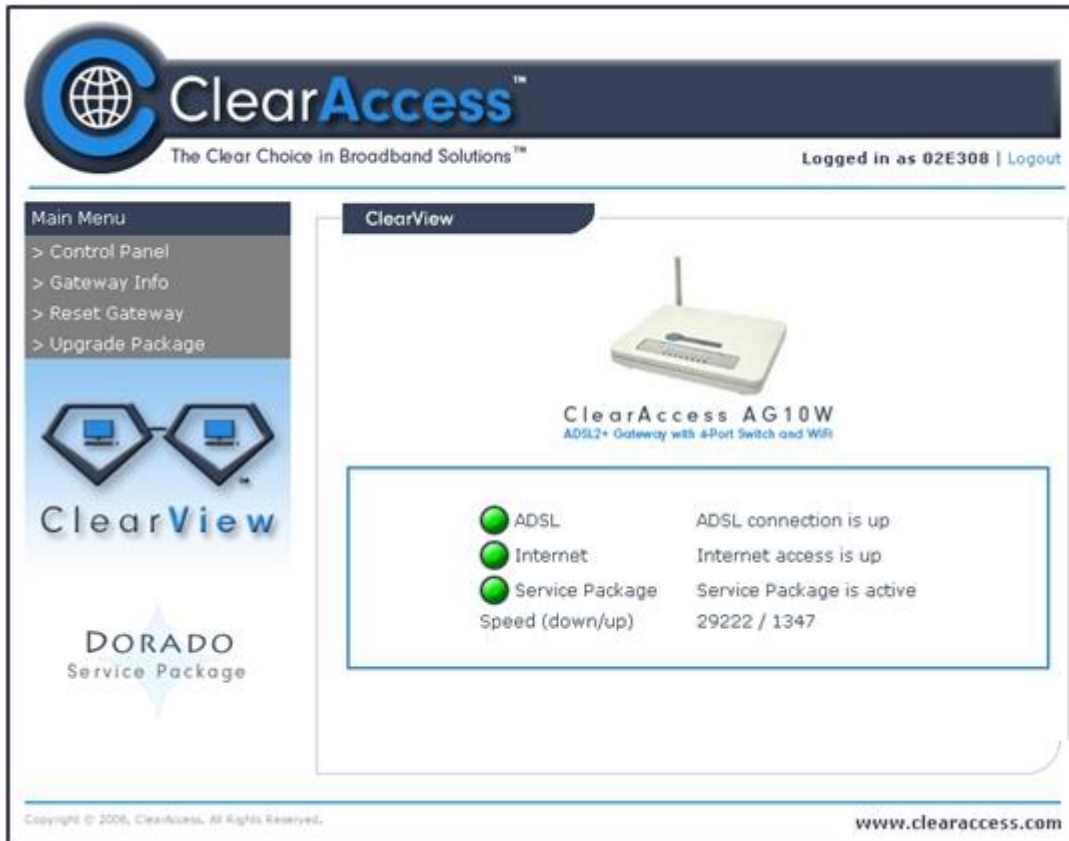 ClearAccess™
The Clear Choice in Broadband Solutions™
Logged in as 02E308 | Logout
Main Menu
> Control Panel
> Gateway Info
> Reset Gateway
> Upgrade Package
ClearView
DORADO
Service Package
ClearView
ClearAccess AG10W
ADSL2+ Gateway with 4-Port Switch and WiFi
ADSL ADSL connection is up
Internet Internet access is up
Service Package Service Package is active
Speed (down/up) 29222 / 1347
Copyright © 2006, ClearAccess, All Rights Reserved.
www.clearaccess.com